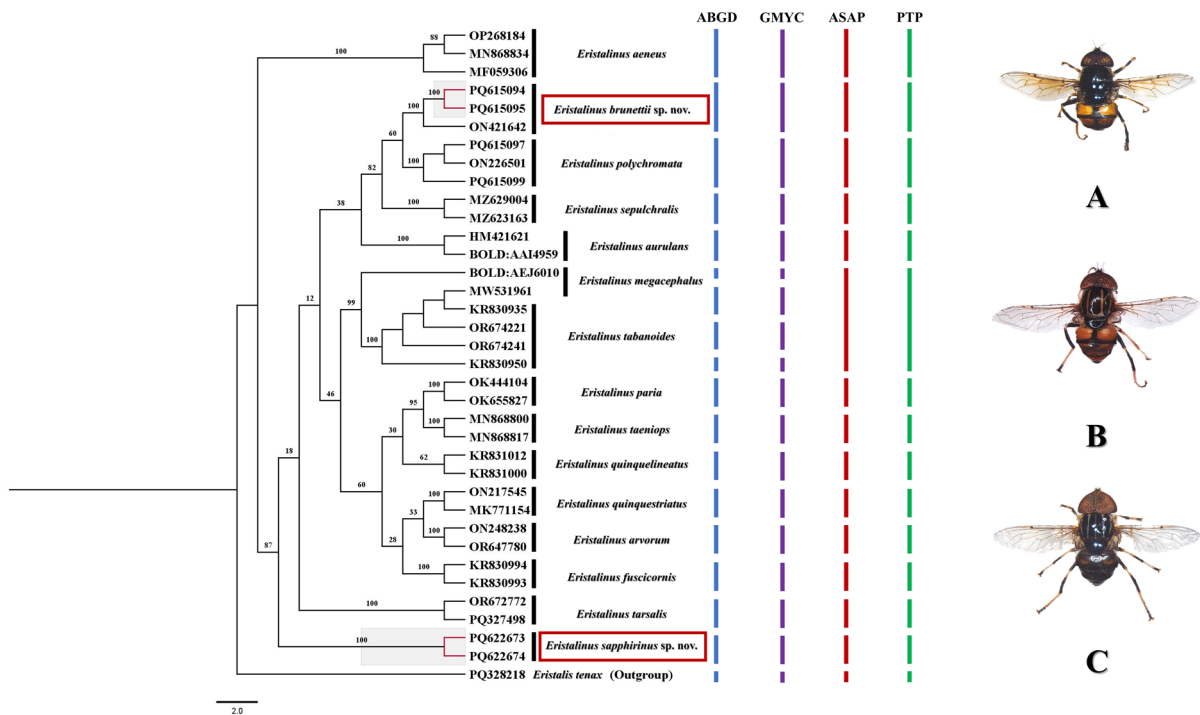 ABGD GMYC ASAP PTP
OP268184
88
MN868834 Eristalinus aeneus
100
MF059306
PQ615094
100
PQ615095 Eristalinus brunettii sp. nov.
100
ON421642
60
PQ615097
ON226501 Eristalinus polychromata
100
PQ615099
82
MZ629004
Eristalinus sepulchralis
100
MZ623163
38
HM421621
100
Eristalinus aurulans
BOLD:AAI4959
BOLD:AEJ6010
99
Eristalinus megacephalus
MW531961
12
KR830935
OR674221
Eristalinus tabanoides
OR674241
100
KR830950
46
OK444104
100
Eristalinus paria
OK655827
95
MN868800
100
Eristalinus taeniops
MN868817
30
KR831012
62
Eristalinus quinquelineatus
KR831000
18
60
ON217545
100
Eristalinus quinquestriatus
MK771154
33
ON248238
100
Eristalinus arvorum
OR647780
28
KR830994
100
Eristalinus fuscicornis
KR830993
87
OR672772
100
Eristalinus tarsalis
PQ327498
PQ622673
100
Eristalinus sapphirinus sp. nov.
PQ622674
PQ328218 Eristalis tenax (Outgroup)
2.0
A
B
C